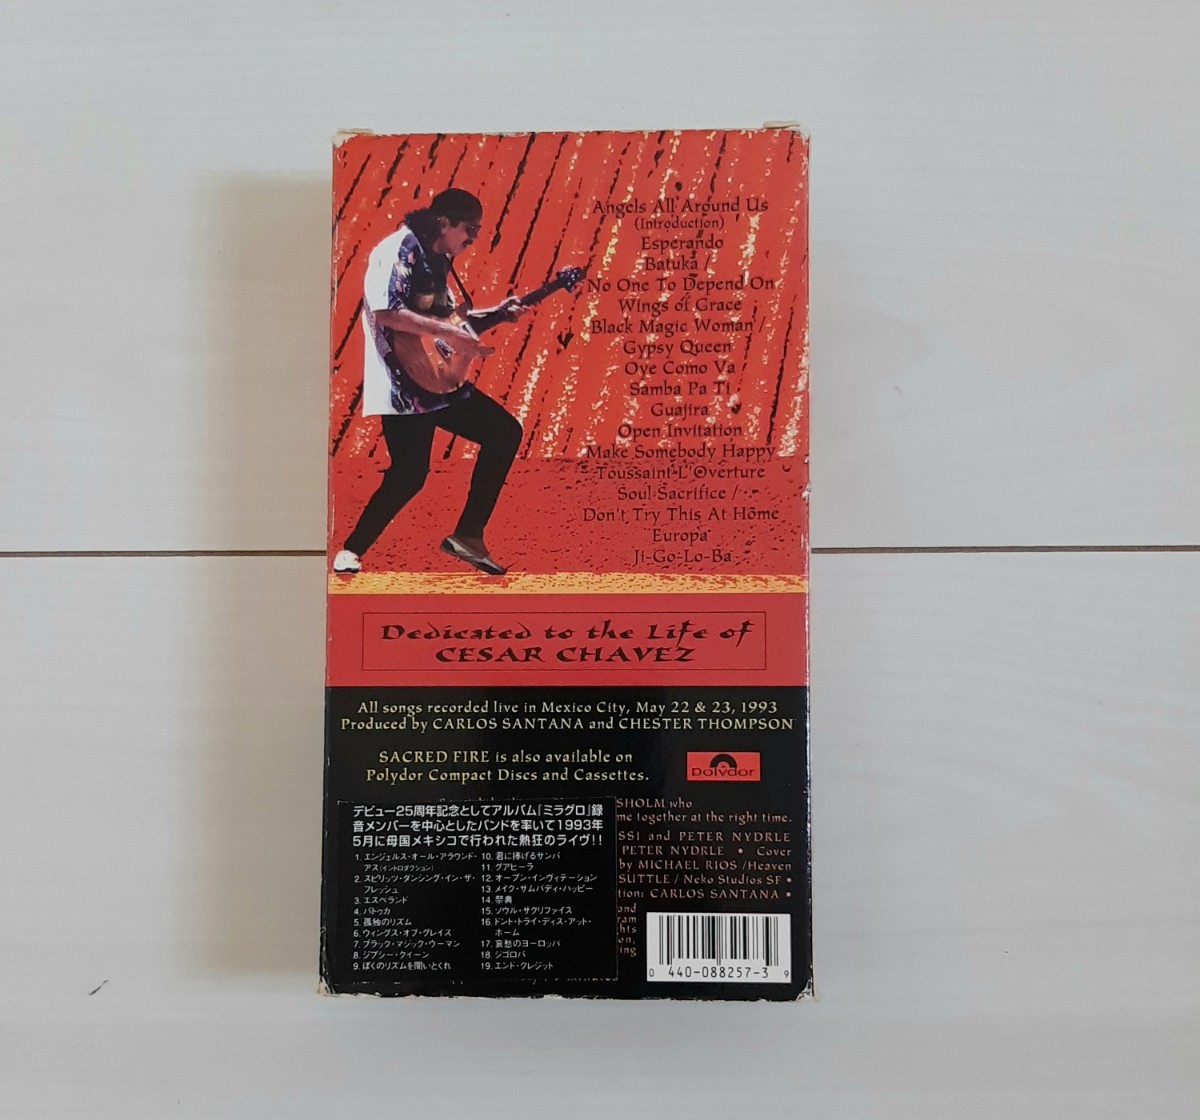 Angels All Around Us
(Introduction)
Esperando
Batuka /
No One To Depend On
Wings of Grace
Black Magic Woman /
Gypsy Queen
Oye Como Va
Samba Pa Ti
Guajira
Open Invitation
Make Somebody Happy
Toussaint L'Overture
Soul Sacrifice /
Don't Try This At Home
Europa
Ji-Go-Lo-Ba
Dedicated to the Life of
CESAR CHAVEZ
All songs recorded live in Mexico City, May 22 & 23, 1993
Produced by CARLOS SANTANA and CHESTER THOMPSON
SACRED FIRE is also available on
Polydor Compact Discs and Cassettes.
polydor
SHOLM who
me together at the right time.
SSI and PETER NYDRLE
PETER NYDRLE • Cover
by MICHAEL RIOS /Heaven
SUTTLE / Neko Studios SF •
tion: CARLOS SANTANA •
and
ram
hts
on,
ing
デビュー25周年記念としてアルバム「ミラグロ」録
音メンバーを中心としたバンドを率いて1993年
5月に母国メキシコで行われた熱狂のライヴ!!
1. エンジェルス・オール・アラウンド・
アス(イントロダクション)
2. スピリッツ・ダンシング・イン・ザ・
フレッシュ
3. エスペランド
4. バトゥカ
5. 孤独のリズム
6. ウィングス・オブ・グレイス
7. ブラック・マジック・ウーマン
8. ジプシー・クイーン
9. ぼくのリズムを聞いとくれ
10. 君に捧げるサンバ
11. グアヒーラ
12. オープン・インヴィテーション
13. メイク・サムバディ・ハッピー
14. 祭典
15. ソウル・サクリファイス
16. ドント・トライ・ディス・アット・
ホーム
17. 哀愁のヨーロッパ
18. ジゴロバ
19. エンド・クレジット
0 440-088257-3 9